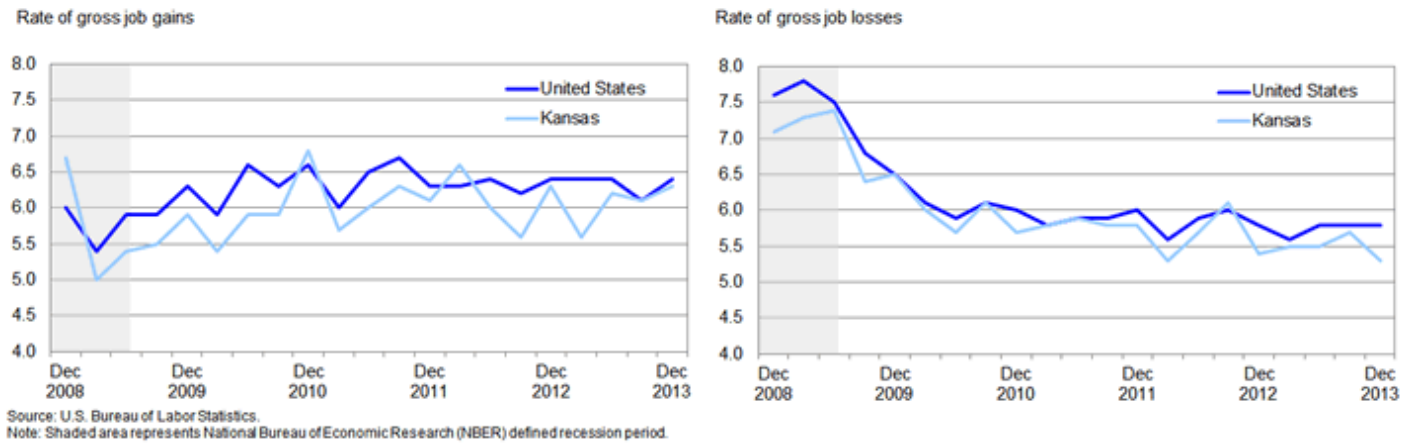 Rate of gross job gains
8.0
7.5
7.0
6.5
6.0
5.5
5.0
4.5
4.0
United States
Kansas
Dec Dec Dec Dec Dec Dec
2008 2009 2010 2011 2012 2013
Rate of gross job losses
8.0
7.5
7.0
6.5
6.0
5.5
5.0
4.5
4.0
United States
Kansas
Dec Dec Dec Dec Dec Dec
2008 2009 2010 2011 2012 2013
Source: U.S. Bureau of Labor Statistics.
Note: Shaded area represents National Bureau of Economic Research (NBER) defined recession period.